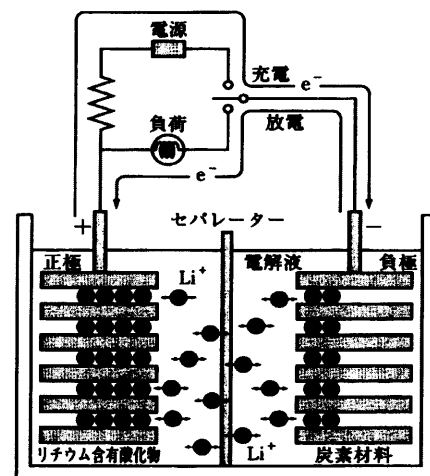 電源
充電
e⁻
負荷
放電
e⁻
+
セパレーター
−
正極
Li⁺
電解液
負極
Li⁺
リチウム含有酸化物
炭素材料